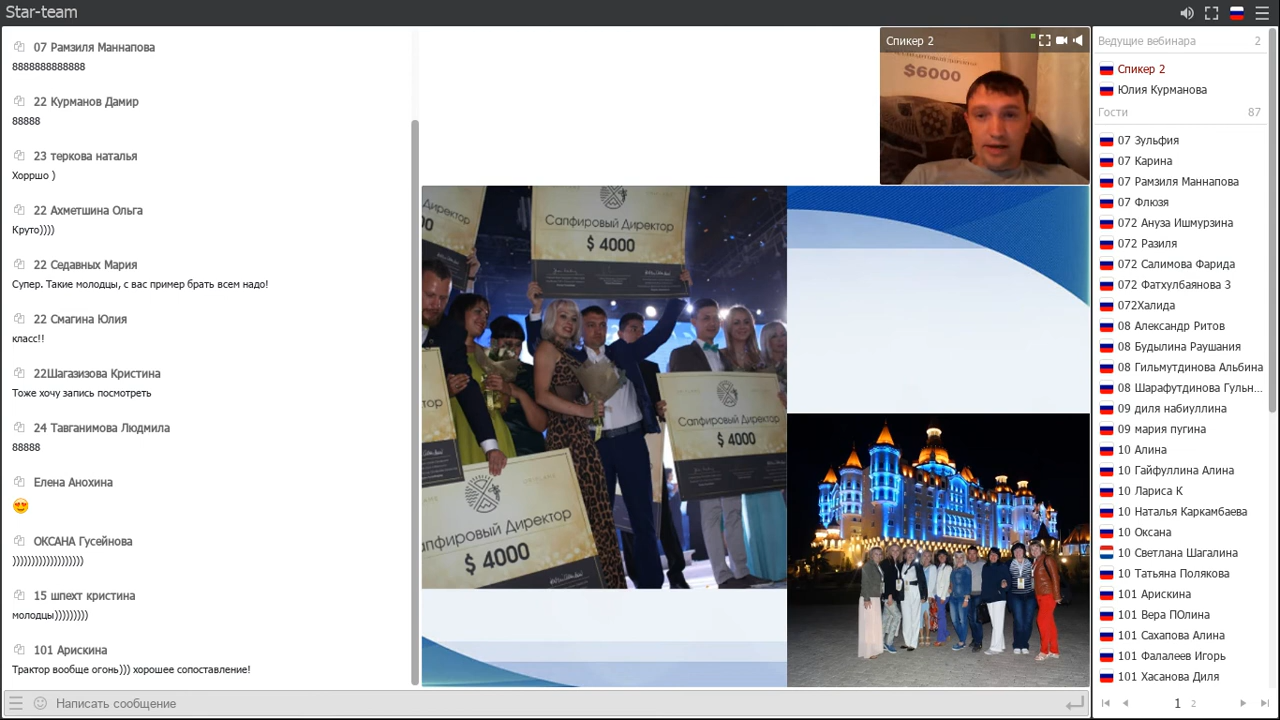 Star-team
07 Рамзиля Маннапова
8888888888888
22 Курманов Дамир
88888
23 теркова наталья
Хорршо )
22 Ахметшина Ольга
Круто))))
22 Седавных Мария
Супер. Такие молодцы, с вас пример брать всем надо!
22 Смагина Юлия
класс!!
22Шагазизова Кристина
Тоже хочу запись посмотреть
24 Тавганимова Людмила
88888
Елена Анохина
ОКСАНА Гусейнова
)))))))))))))))))))
15 шпехт кристина
молодцы)))))))))
101 Арискина
Трактор вообще огонь))) хорошее сопоставление!
Написать сообщение
Спикер 2
$6000
Директор
Сапфировый Директор
$ 4000
Сапфировый Директор
$ 4000
Директор
$ 4000
Ведущие вебинара 2
Спикер 2
Юлия Курманова
Гости 87
07 Зульфия
07 Карина
07 Рамзиля Маннапова
07 Флюзя
072 Ануза Ишмурзина
072 Разиля
072 Салимова Фарида
072 Фатхулбаянова З
072Халида
08 Александр Ритов
08 Будылина Раушания
08 Гильмутдинова Альбина
08 Шарафутдинова Гульн...
09 диля набиуллина
09 мария пугина
10 Алина
10 Гайфуллина Алина
10 Лариса К
10 Наталья Каркамбаева
10 Оксана
10 Светлана Шагалина
10 Татьяна Полякова
101 Арискина
101 Вера ПОлина
101 Сахапова Алина
101 Фалалеев Игорь
101 Хасанова Диля
1 2